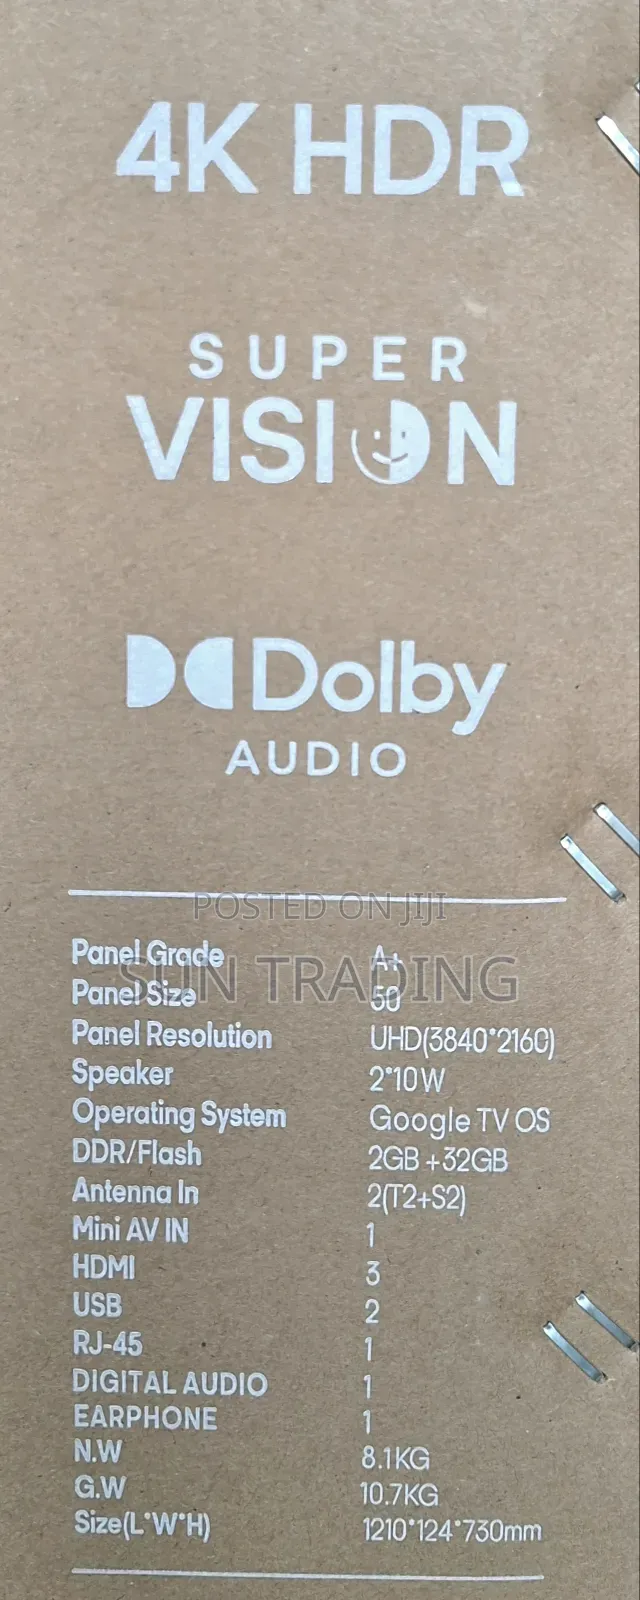 4K HDR
SUPER
VISION
Dolby
AUDIO
POSTED ON JIJI
SUN TRADING
Panel Grade A+
Panel Size 50
Panel Resolution UHD(3840*2160)
Speaker 2*10W
Operating System Google TV OS
DDR/Flash 2GB+32GB
Antenna In 2(T2+S2)
Mini AV IN 1
HDMI 3
USB 2
RJ-45 1
DIGITAL AUDIO 1
EARPHONE 1
N.W 8.1KG
G.W 10.7KG
Size(L*W*H) 1210*124*730mm